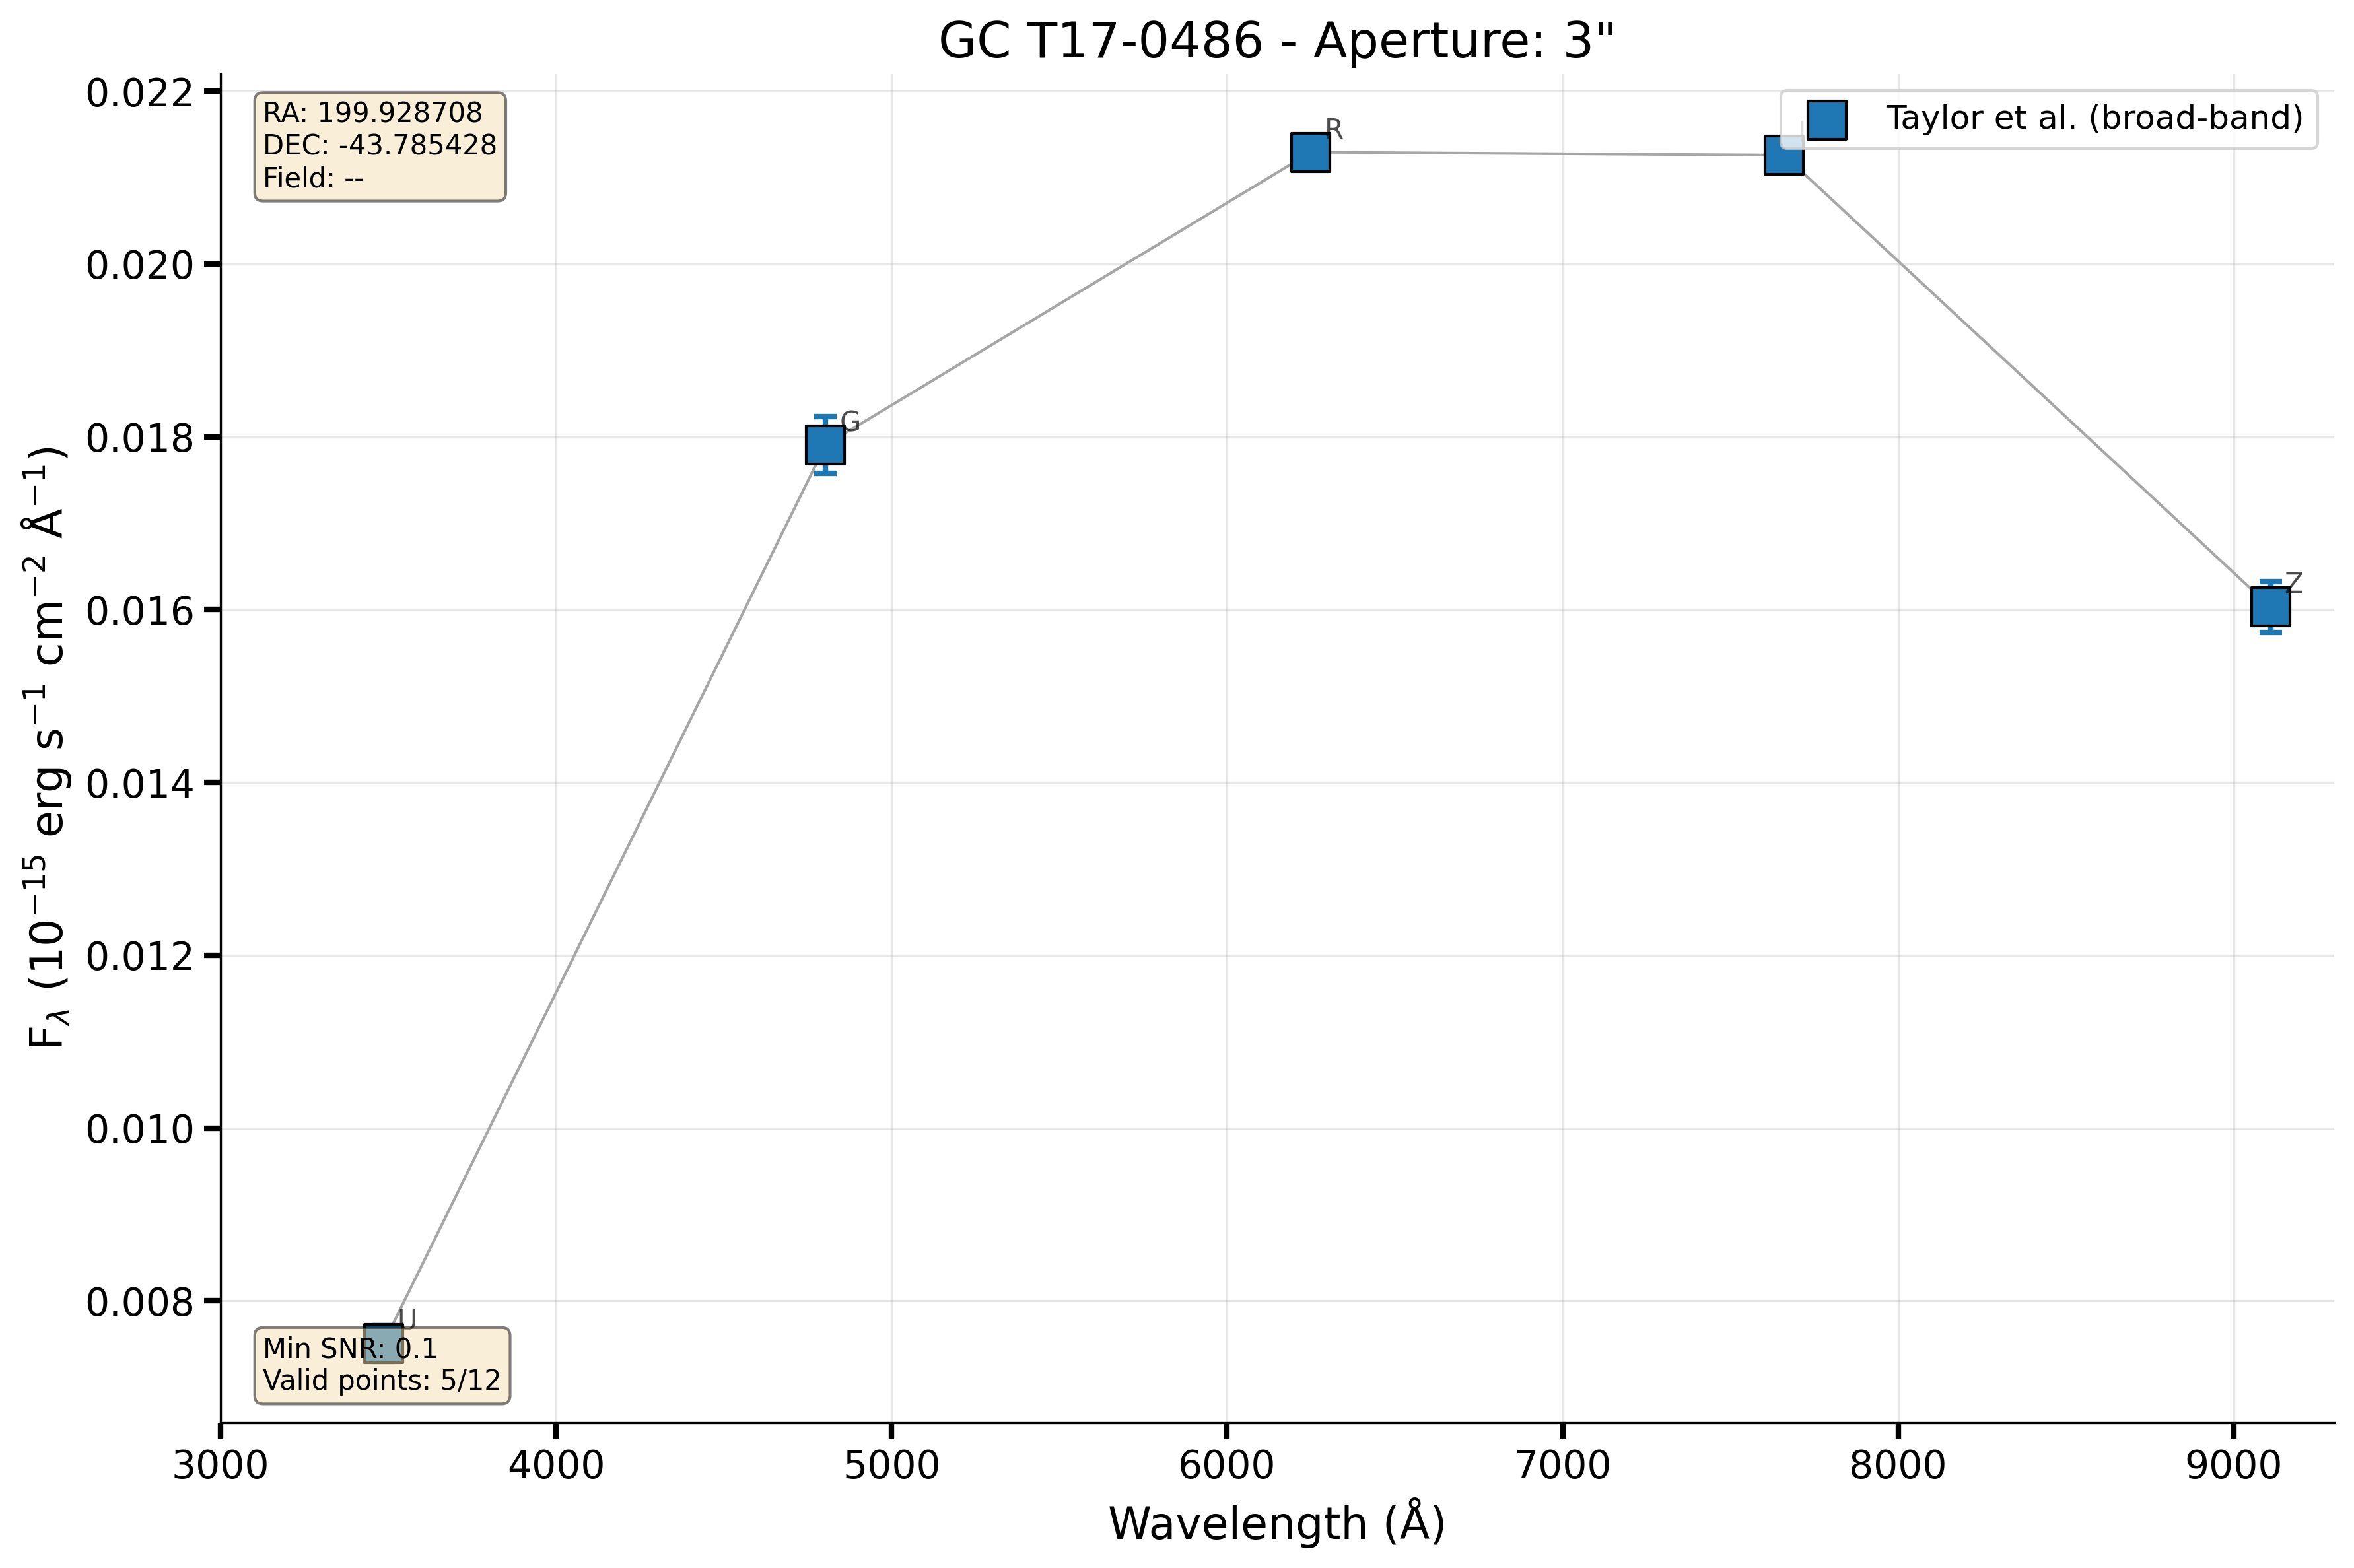 GC T17-0486 - Aperture: 3"
RA: 199.928708
DEC: -43.785428
Field: --
Taylor et al. (broad-band)
R
G
Z
U
Min SNR: 0.1
Valid points: 5/12
0.022
0.020
0.018
0.016
0.014
0.012
0.010
0.008
F_λ (10⁻¹⁵ erg s⁻¹ cm⁻² Å⁻¹)
3000 4000 5000 6000 7000 8000 9000
Wavelength (Å)